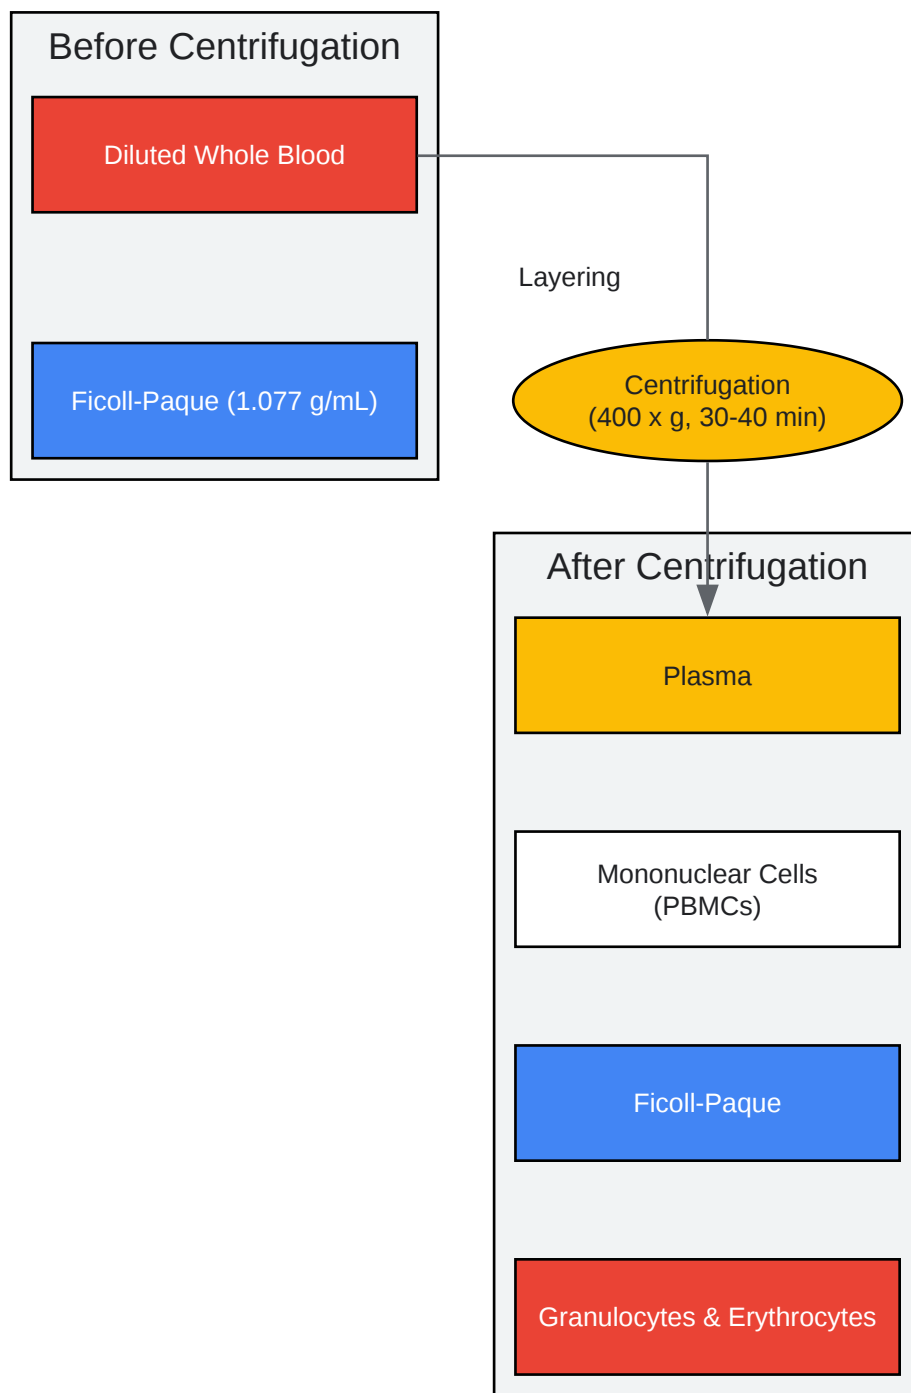 Before Centrifugation
Diluted Whole Blood
Layering
Ficoll-Paque (1.077 g/mL)
Centrifugation
(400 x g, 30-40 min)
After Centrifugation
Plasma
Mononuclear Cells
(PBMCs)
Ficoll-Paque
Granulocytes & Erythrocytes